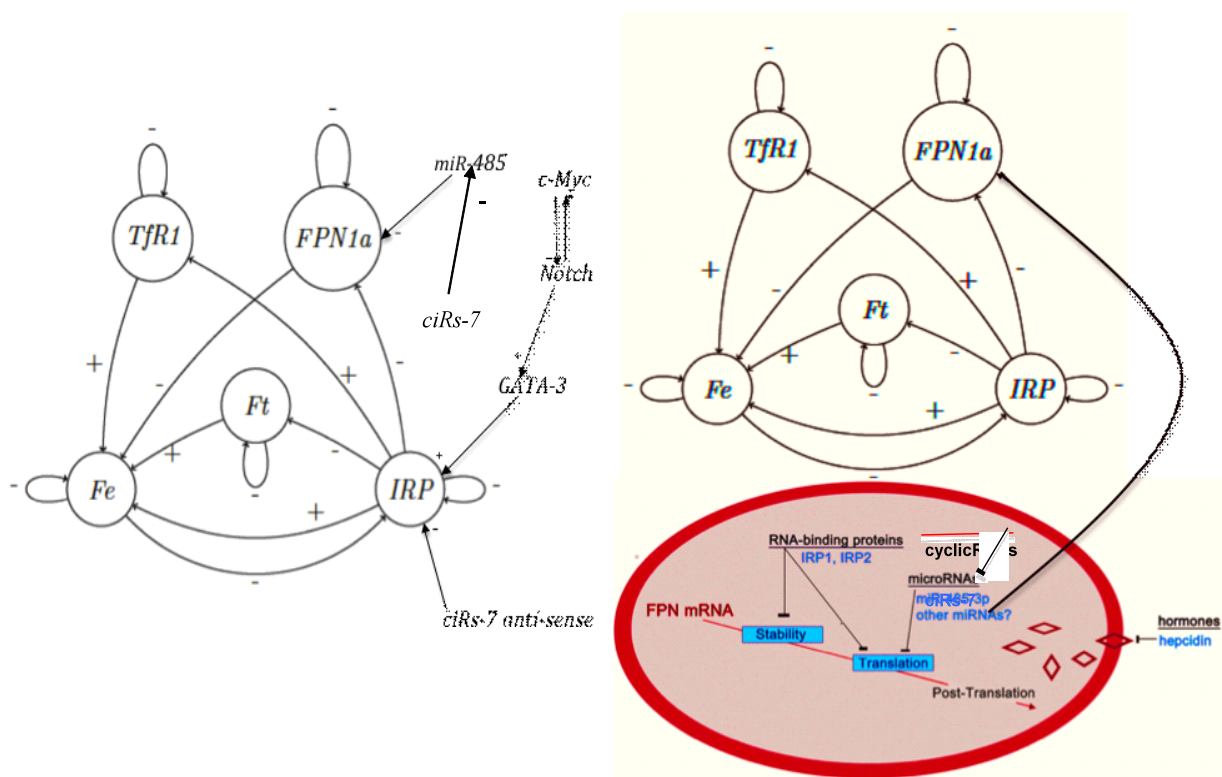 -
-
miR-485
-
c-Myc
TfR1
FPN1a
-
-
Notch
ciRs-7
+
-
+
-
+
GATA-3
Ft
+
-
-
+
-
Fe
+
IRP
-
-
-
ciRs-7 anti-sense
-
-
TfR1
FPN1a
+
-
+
-
Ft
+
-
-
Fe
-
+
IRP
-
-
RNA-binding proteins
IRP1, IRP2
microRNAs
ciRs-7
other miRNAs?
FPN mRNA
Stability
Translation
Post-Translation
hormones
hepcidin